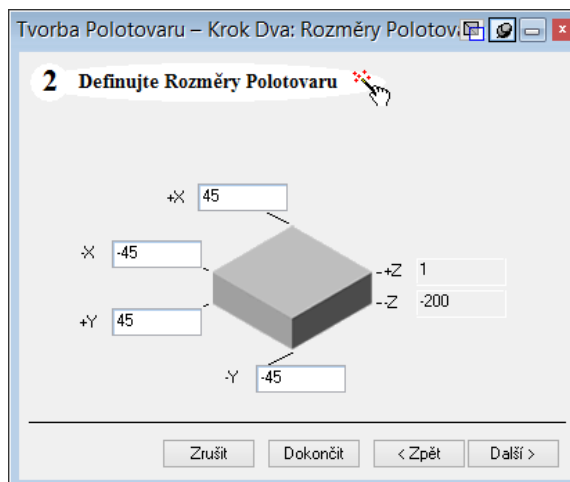 Tvorba Polotovaru – Krok Dva: Rozměry Polotov
2 Definujte Rozměry Polotovaru
+X 45
-X -45
+Z 1
-Z -200
+Y 45
-Y -45
Zrušit Dokončit < Zpět Další >